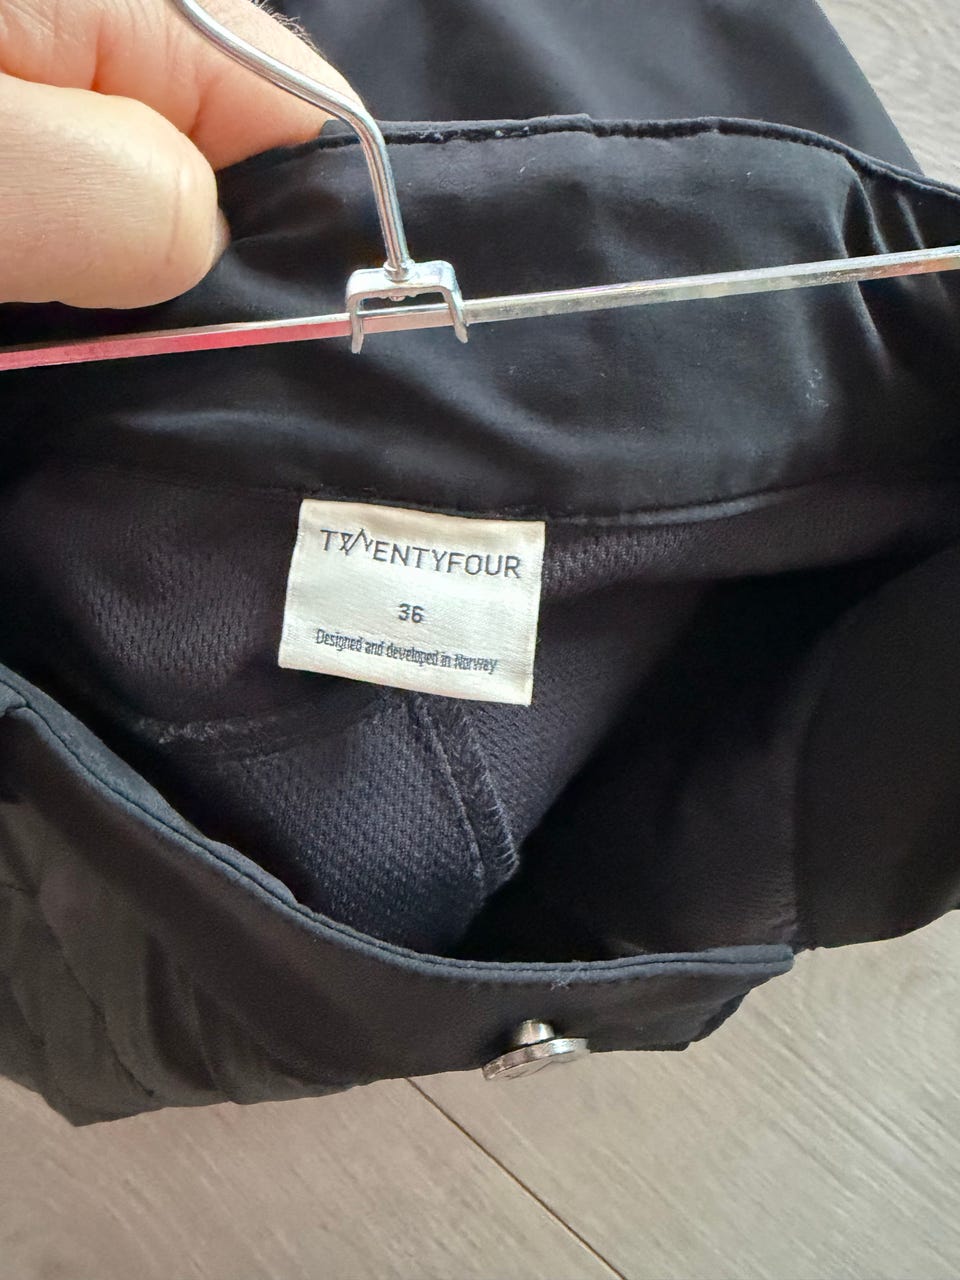 TWENTYFOUR
36
Designed and developed in Norway